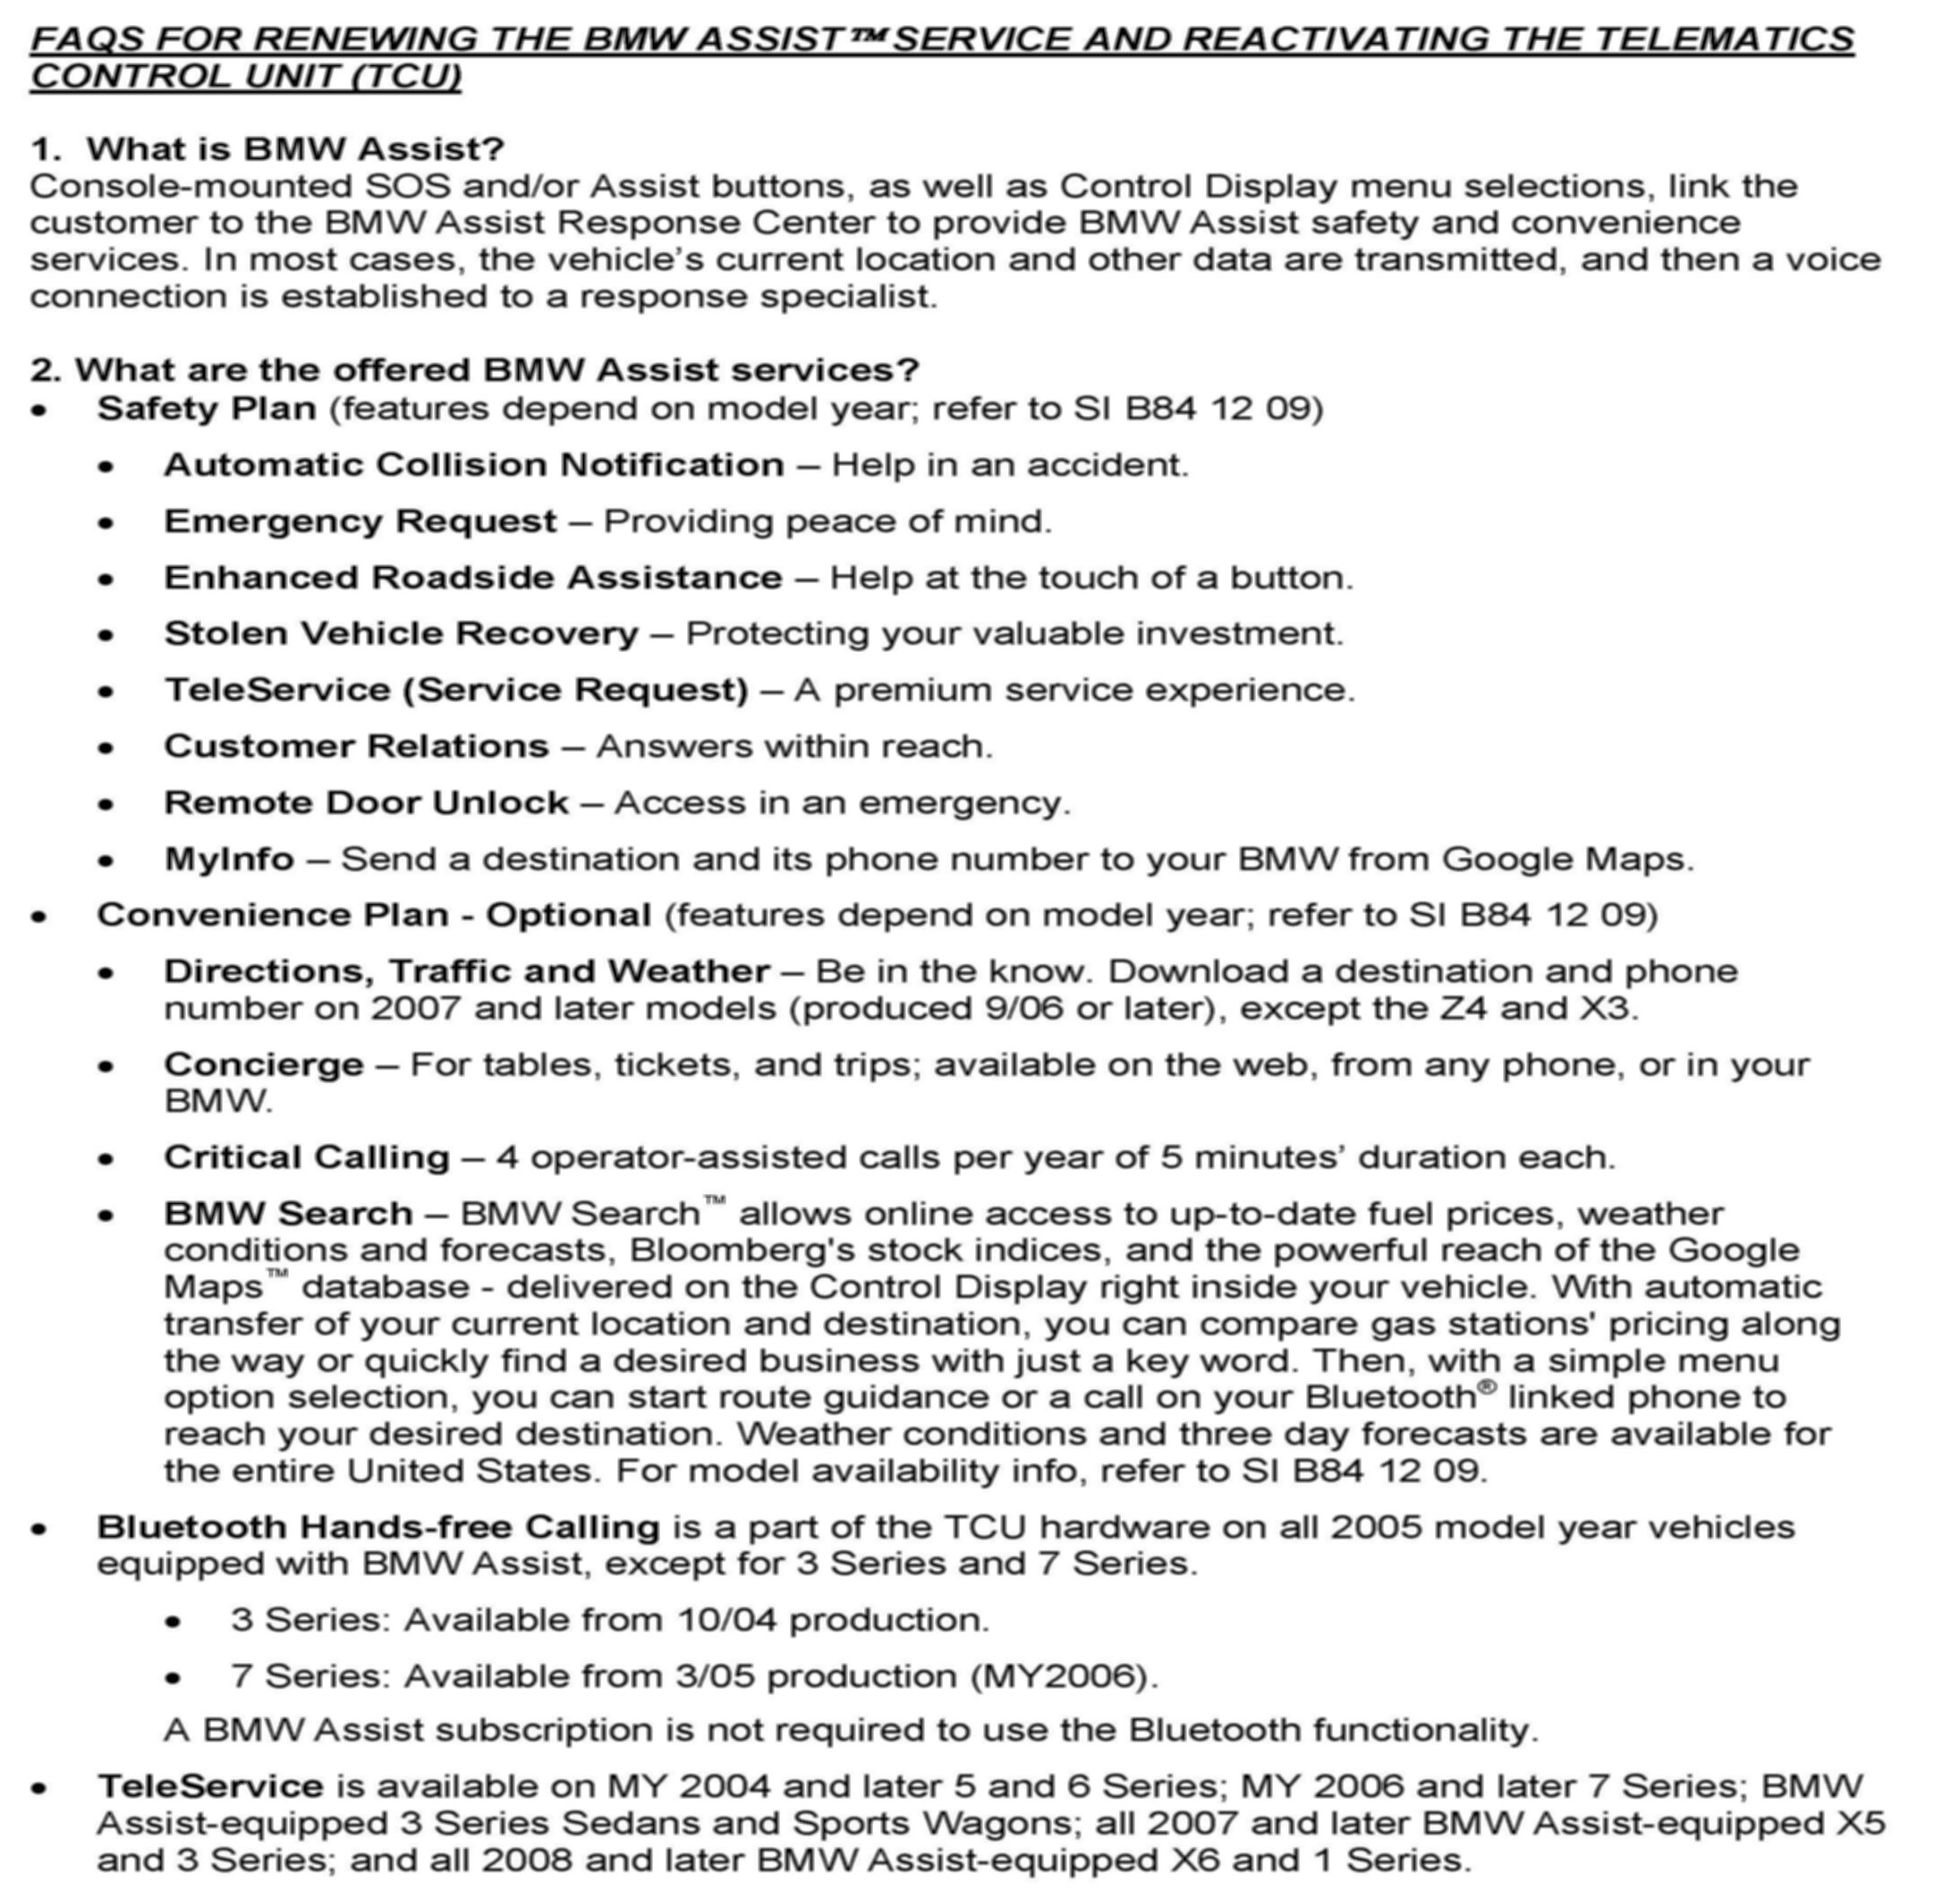 FAQS FOR RENEWING THE BMW ASSIST™ SERVICE AND REACTIVATING THE TELEMATICS
CONTROL UNIT (TCU)
1. What is BMW Assist?
Console-mounted SOS and/or Assist buttons, as well as Control Display menu selections, link the
customer to the BMW Assist Response Center to provide BMW Assist safety and convenience
services. In most cases, the vehicle's current location and other data are transmitted, and then a voice
connection is established to a response specialist.
2. What are the offered BMW Assist services?
• Safety Plan (features depend on model year; refer to SI B84 12 09)
• Automatic Collision Notification – Help in an accident.
• Emergency Request – Providing peace of mind.
• Enhanced Roadside Assistance – Help at the touch of a button.
• Stolen Vehicle Recovery – Protecting your valuable investment.
• TeleService (Service Request) – A premium service experience.
• Customer Relations – Answers within reach.
• Remote Door Unlock – Access in an emergency.
• MyInfo – Send a destination and its phone number to your BMW from Google Maps.
• Convenience Plan - Optional (features depend on model year; refer to SI B84 12 09)
• Directions, Traffic and Weather – Be in the know. Download a destination and phone
number on 2007 and later models (produced 9/06 or later), except the Z4 and X3.
• Concierge – For tables, tickets, and trips; available on the web, from any phone, or in your
BMW.
• Critical Calling – 4 operator-assisted calls per year of 5 minutes' duration each.
• BMW Search – BMW Search™ allows online access to up-to-date fuel prices, weather
conditions and forecasts, Bloomberg's stock indices, and the powerful reach of the Google
Maps™ database - delivered on the Control Display right inside your vehicle. With automatic
transfer of your current location and destination, you can compare gas stations' pricing along
the way or quickly find a desired business with just a key word. Then, with a simple menu
option selection, you can start route guidance or a call on your Bluetooth® linked phone to
reach your desired destination. Weather conditions and three day forecasts are available for
the entire United States. For model availability info, refer to SI B84 12 09.
• Bluetooth Hands-free Calling is a part of the TCU hardware on all 2005 model year vehicles
equipped with BMW Assist, except for 3 Series and 7 Series.
• 3 Series: Available from 10/04 production.
• 7 Series: Available from 3/05 production (MY2006).
A BMW Assist subscription is not required to use the Bluetooth functionality.
• TeleService is available on MY 2004 and later 5 and 6 Series; MY 2006 and later 7 Series; BMW
Assist-equipped 3 Series Sedans and Sports Wagons; all 2007 and later BMW Assist-equipped X5
and 3 Series; and all 2008 and later BMW Assist-equipped X6 and 1 Series.